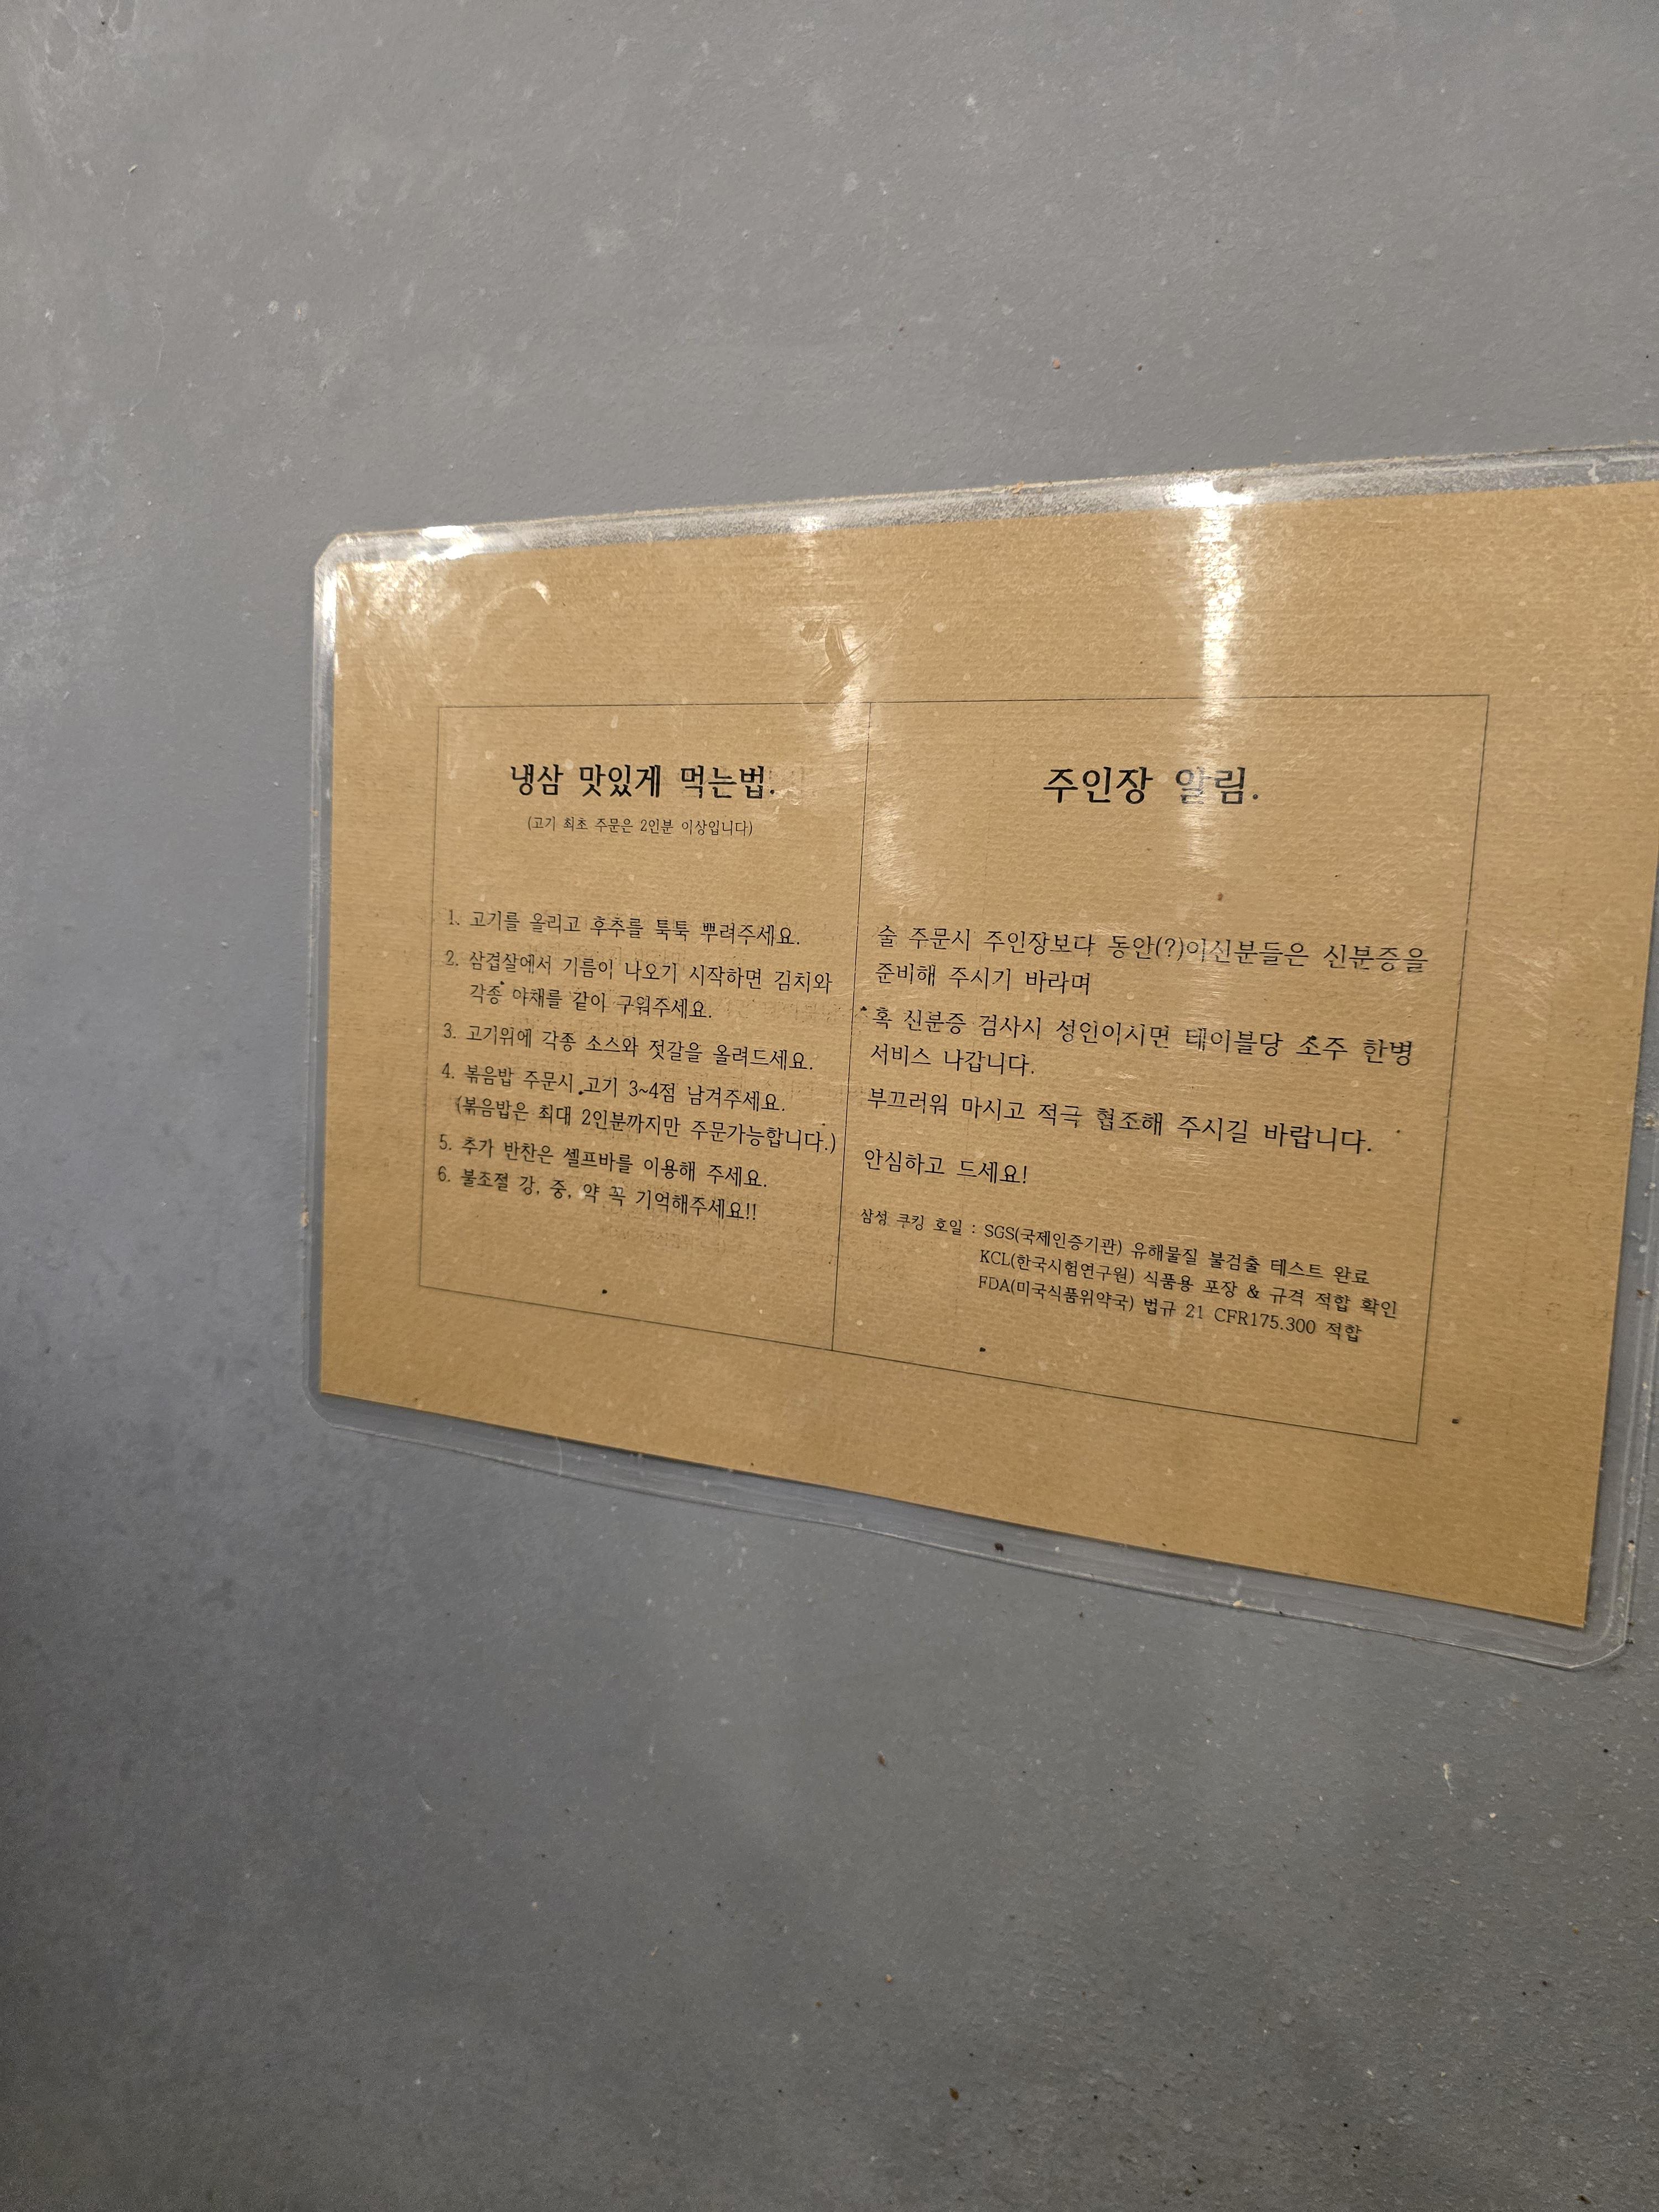 냉삼 맛있게 먹는법.
(고기 최초 주문은 2인분 이상입니다)
1. 고기를 올리고 후추를 툭툭 뿌려주세요.
2. 삼겹살에서 기름이 나오기 시작하면 김치와
각종 야채를 같이 구워주세요.
3. 고기위에 각종 소스와 젓갈을 올려드세요.
4. 볶음밥 주문시 고기 3~4점 남겨주세요.
(볶음밥은 최대 2인분까지만 주문가능합니다.)
5. 추가 반찬은 셀프바를 이용해 주세요.
6. 불조절 강, 중, 약 꼭 기억해주세요!!
주인장 알림.
술 주문시 주인장보다 동안(?)이신분들은 신분증을
준비해 주시기 바라며
혹 신분증 검사시 성인이시면 테이블당 소주 한병
서비스 나갑니다.
부끄러워 마시고 적극 협조해 주시길 바랍니다.
안심하고 드세요!
삼성 쿠킹 호일 : SGS(국제인증기관) 유해물질 불검출 테스트 완료
KCL(한국시험연구원) 식품용 포장 & 규격 적합 확인
FDA(미국식품위약국) 법규 21 CFR175.300 적합